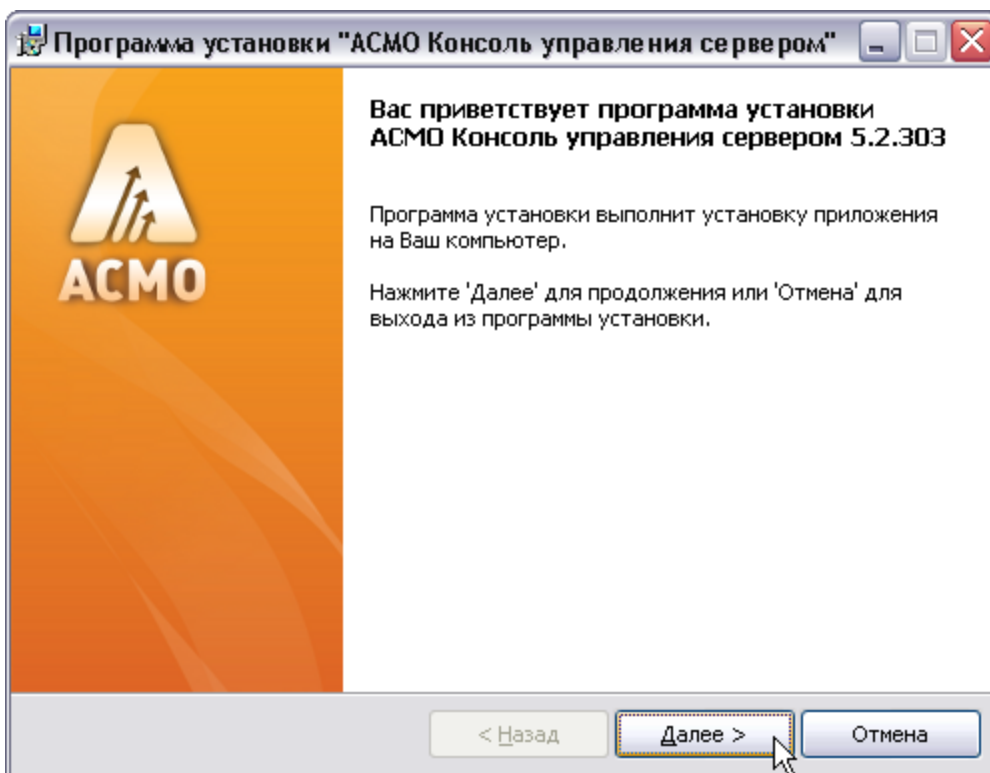 Программа установки "АСМО Консоль управления сервером"
Вас приветствует программа установки
АСМО Консоль управления сервером 5.2.303
АСМО
Программа установки выполнит установку приложения
на Ваш компьютер.
Нажмите 'Далее' для продолжения или 'Отмена' для
выхода из программы установки.
< Назад
Далее >
Отмена